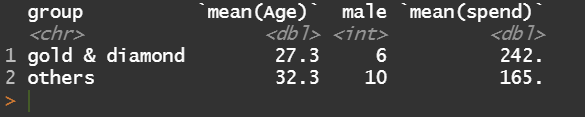 group `mean(Age)` male `mean(spend)`
<chr> <dbl> <int> <dbl>
1 gold & diamond 27.3 6 242.
2 others 32.3 10 165.
>